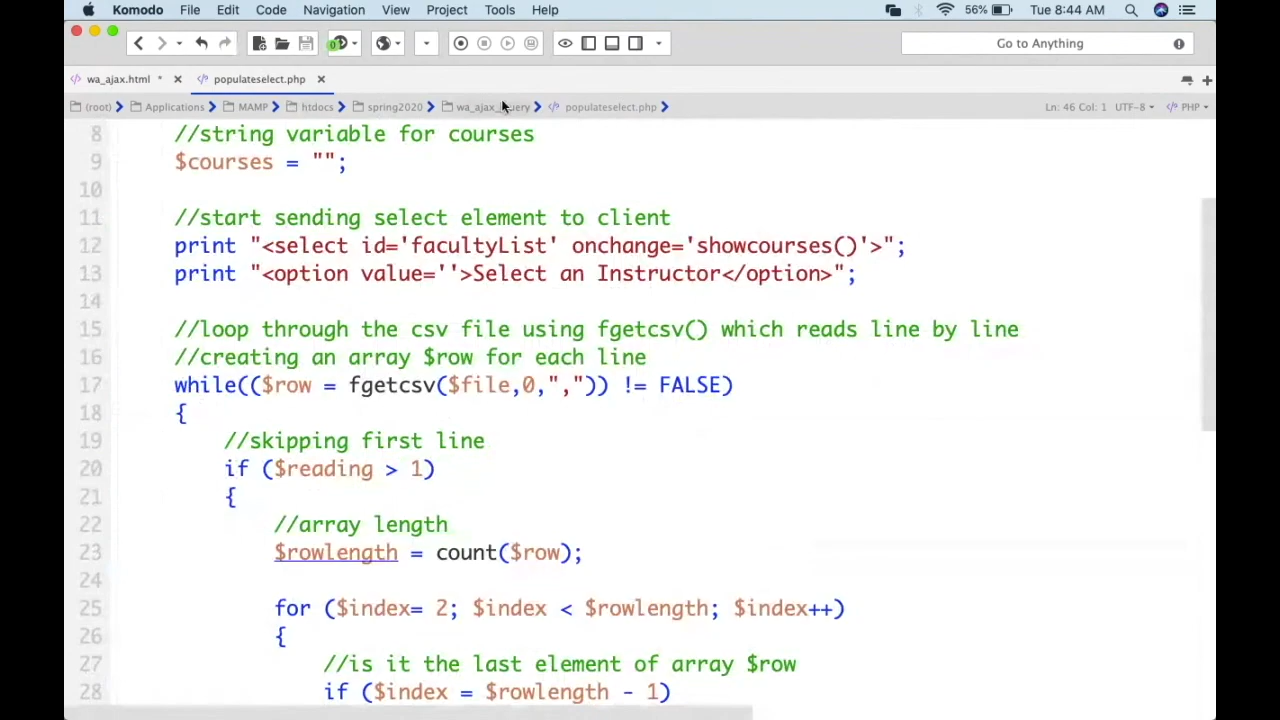 Komodo File Edit Code Navigation View Project Tools Help 56% Tue 8:44 AM
Go to Anything
wa_ajax.html * populateselect.php
(root) Applications MAMP htdocs spring2020 populateselect.php Ln: 46 Col: 1 UTF-8 PHP
8 //string variable for courses
9 $courses = "";
10
11 //start sending select element to client
12 print "<select id='facultyList' onchange='showcourses()'>";
13 print "<option value=''>Select an Instructor</option>";
14
15 //loop through the csv file using fgetcsv() which reads line by line
16 //creating an array $row for each line
17 while(($row = fgetcsv($file,0,",")) != FALSE)
18 {
19 //skipping first line
20 if ($reading > 1)
21 {
22 //array length
23 $rowlength = count($row);
24
25 for ($index= 2; $index < $rowlength; $index++)
26 {
27 //is it the last element of array $row
28 if ($index = $rowlength - 1)